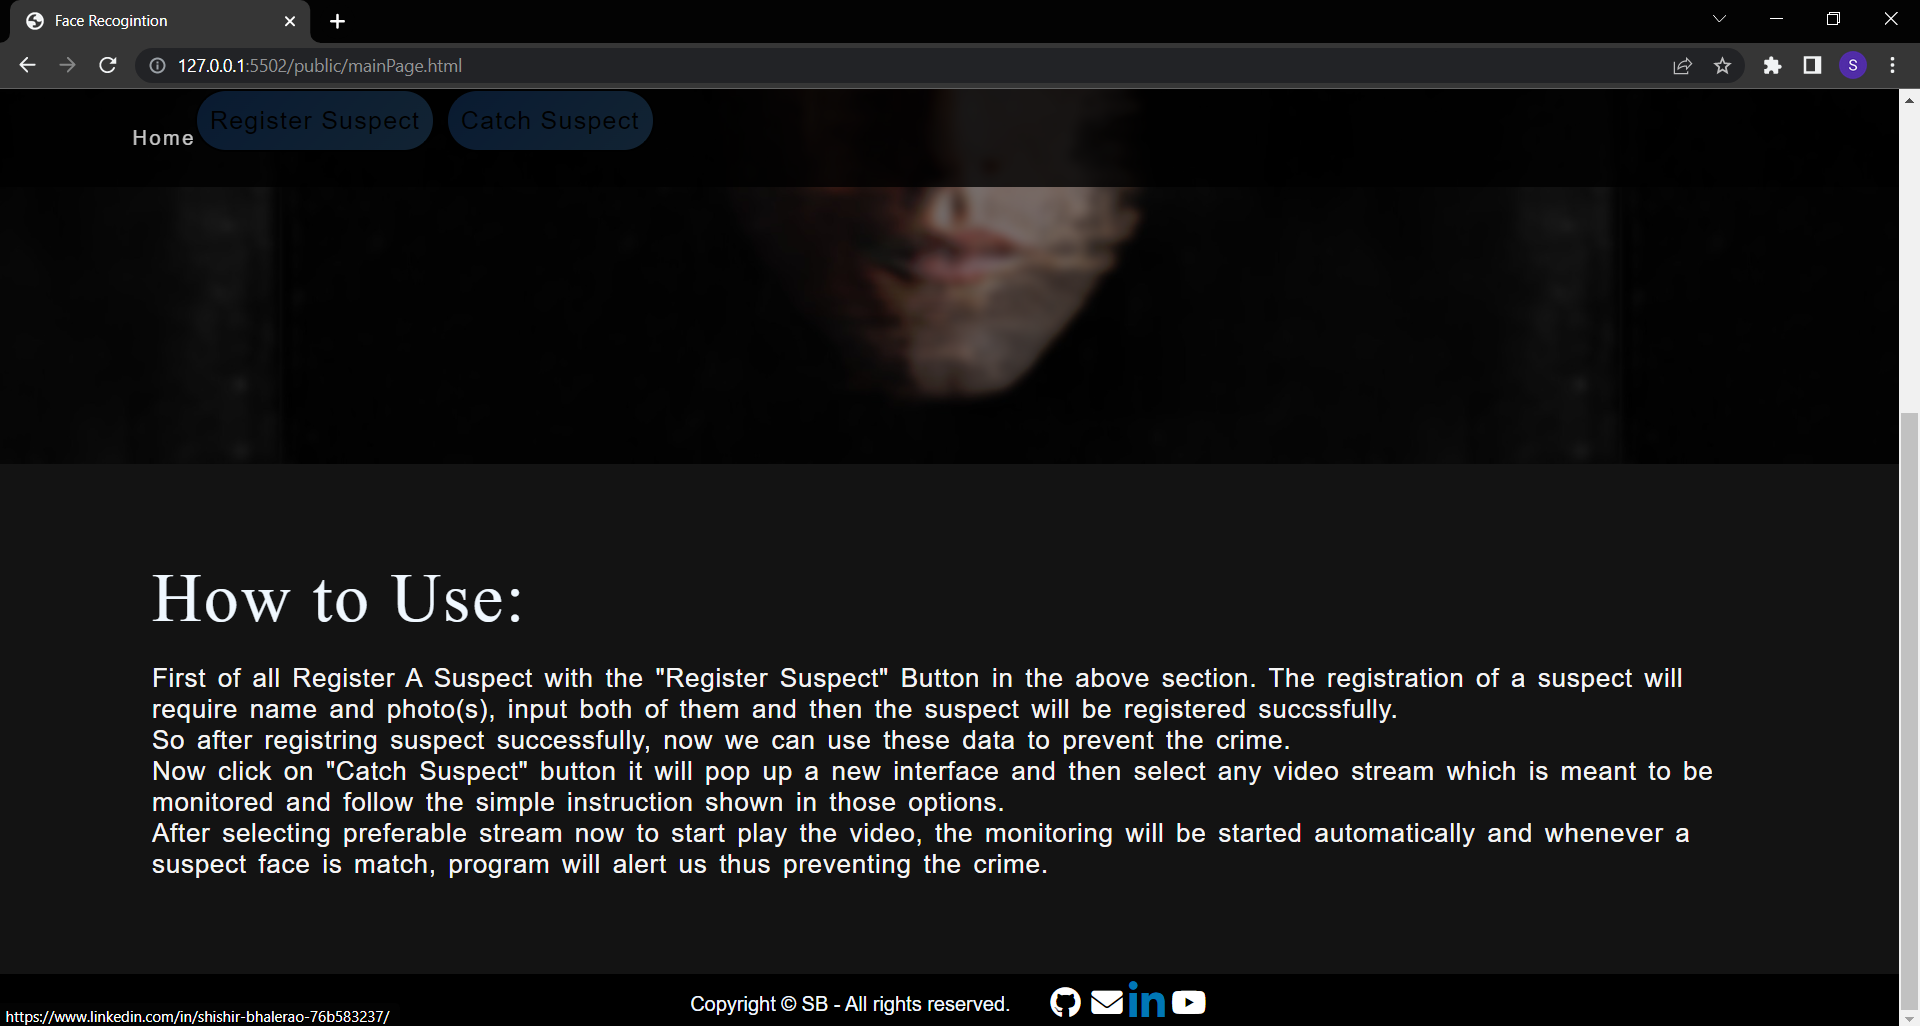 Face Recogintion
127.0.0.1:5502/public/mainPage.html
S
Home
Register Suspect
Catch Suspect
How to Use:
First of all Register A Suspect with the "Register Suspect" Button in the above section. The registration of a suspect will
require name and photo(s), input both of them and then the suspect will be registered succssfully.
So after registring suspect successfully, now we can use these data to prevent the crime.
Now click on "Catch Suspect" button it will pop up a new interface and then select any video stream which is meant to be
monitored and follow the simple instruction shown in those options.
After selecting preferable stream now to start play the video, the monitoring will be started automatically and whenever a
suspect face is match, program will alert us thus preventing the crime.
Copyright © SB - All rights reserved.
in
https://www.linkedin.com/in/shishir-bhalerao-76b583237/